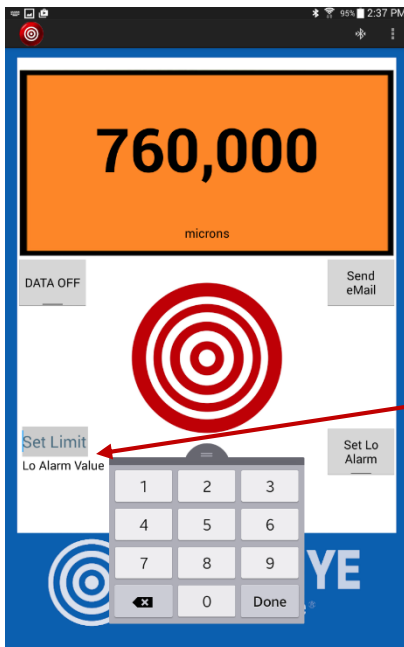 95% 2:37 PM
760,000
microns
DATA OFF
Send
eMail
Set Limit
Lo Alarm Value
Set Lo
Alarm
1 2 3
4 5 6
7 8 9
0 Done
YE
e®